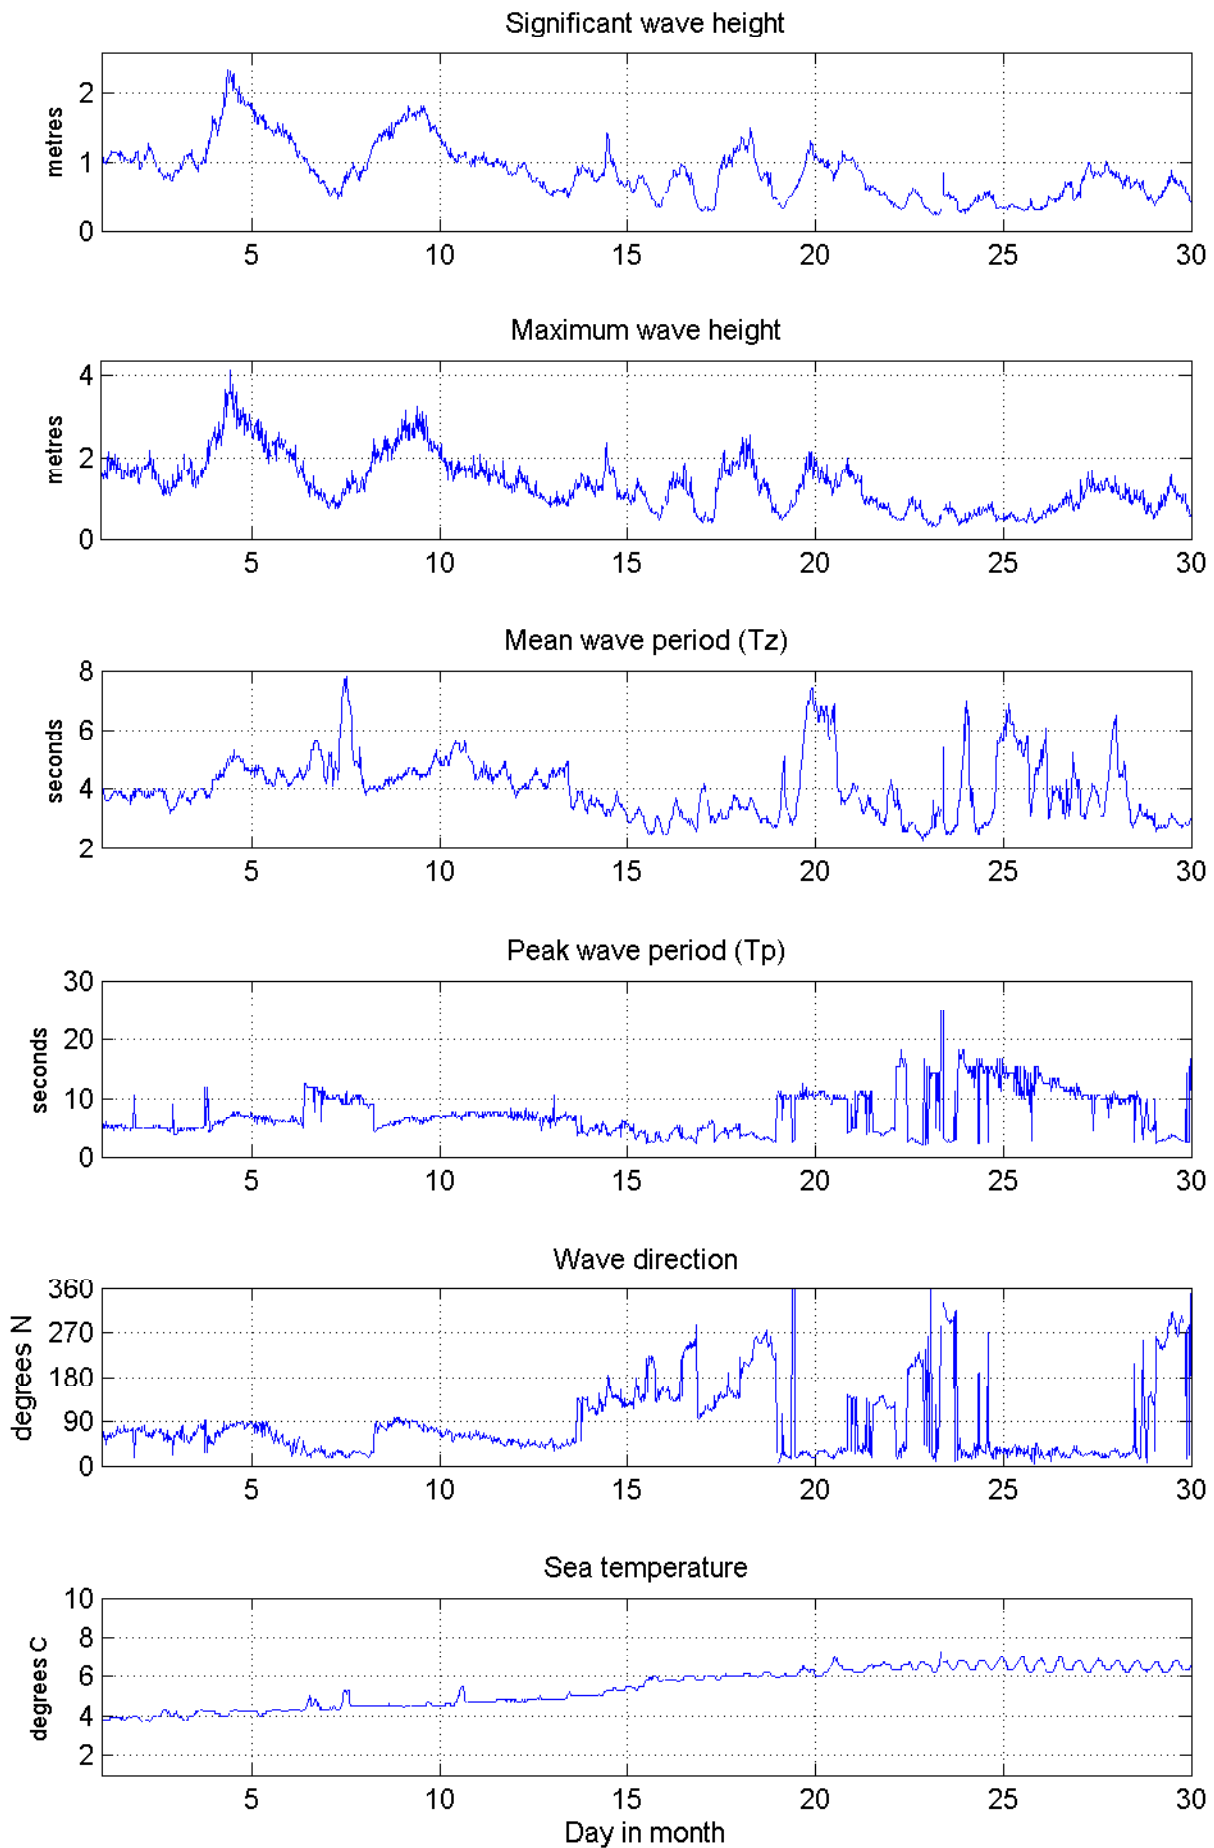 Significant wave height
metres
2
1
0
5 10 15 20 25 30
Maximum wave height
metres
4
2
0
5 10 15 20 25 30
Mean wave period (Tz)
seconds
8
6
4
2
5 10 15 20 25 30
Peak wave period (Tp)
seconds
30
20
10
0
5 10 15 20 25 30
Wave direction
degrees N
360
270
180
90
0
5 10 15 20 25 30
Sea temperature
degrees C
10
8
6
4
2
5 10 15 20 25 30
Day in month